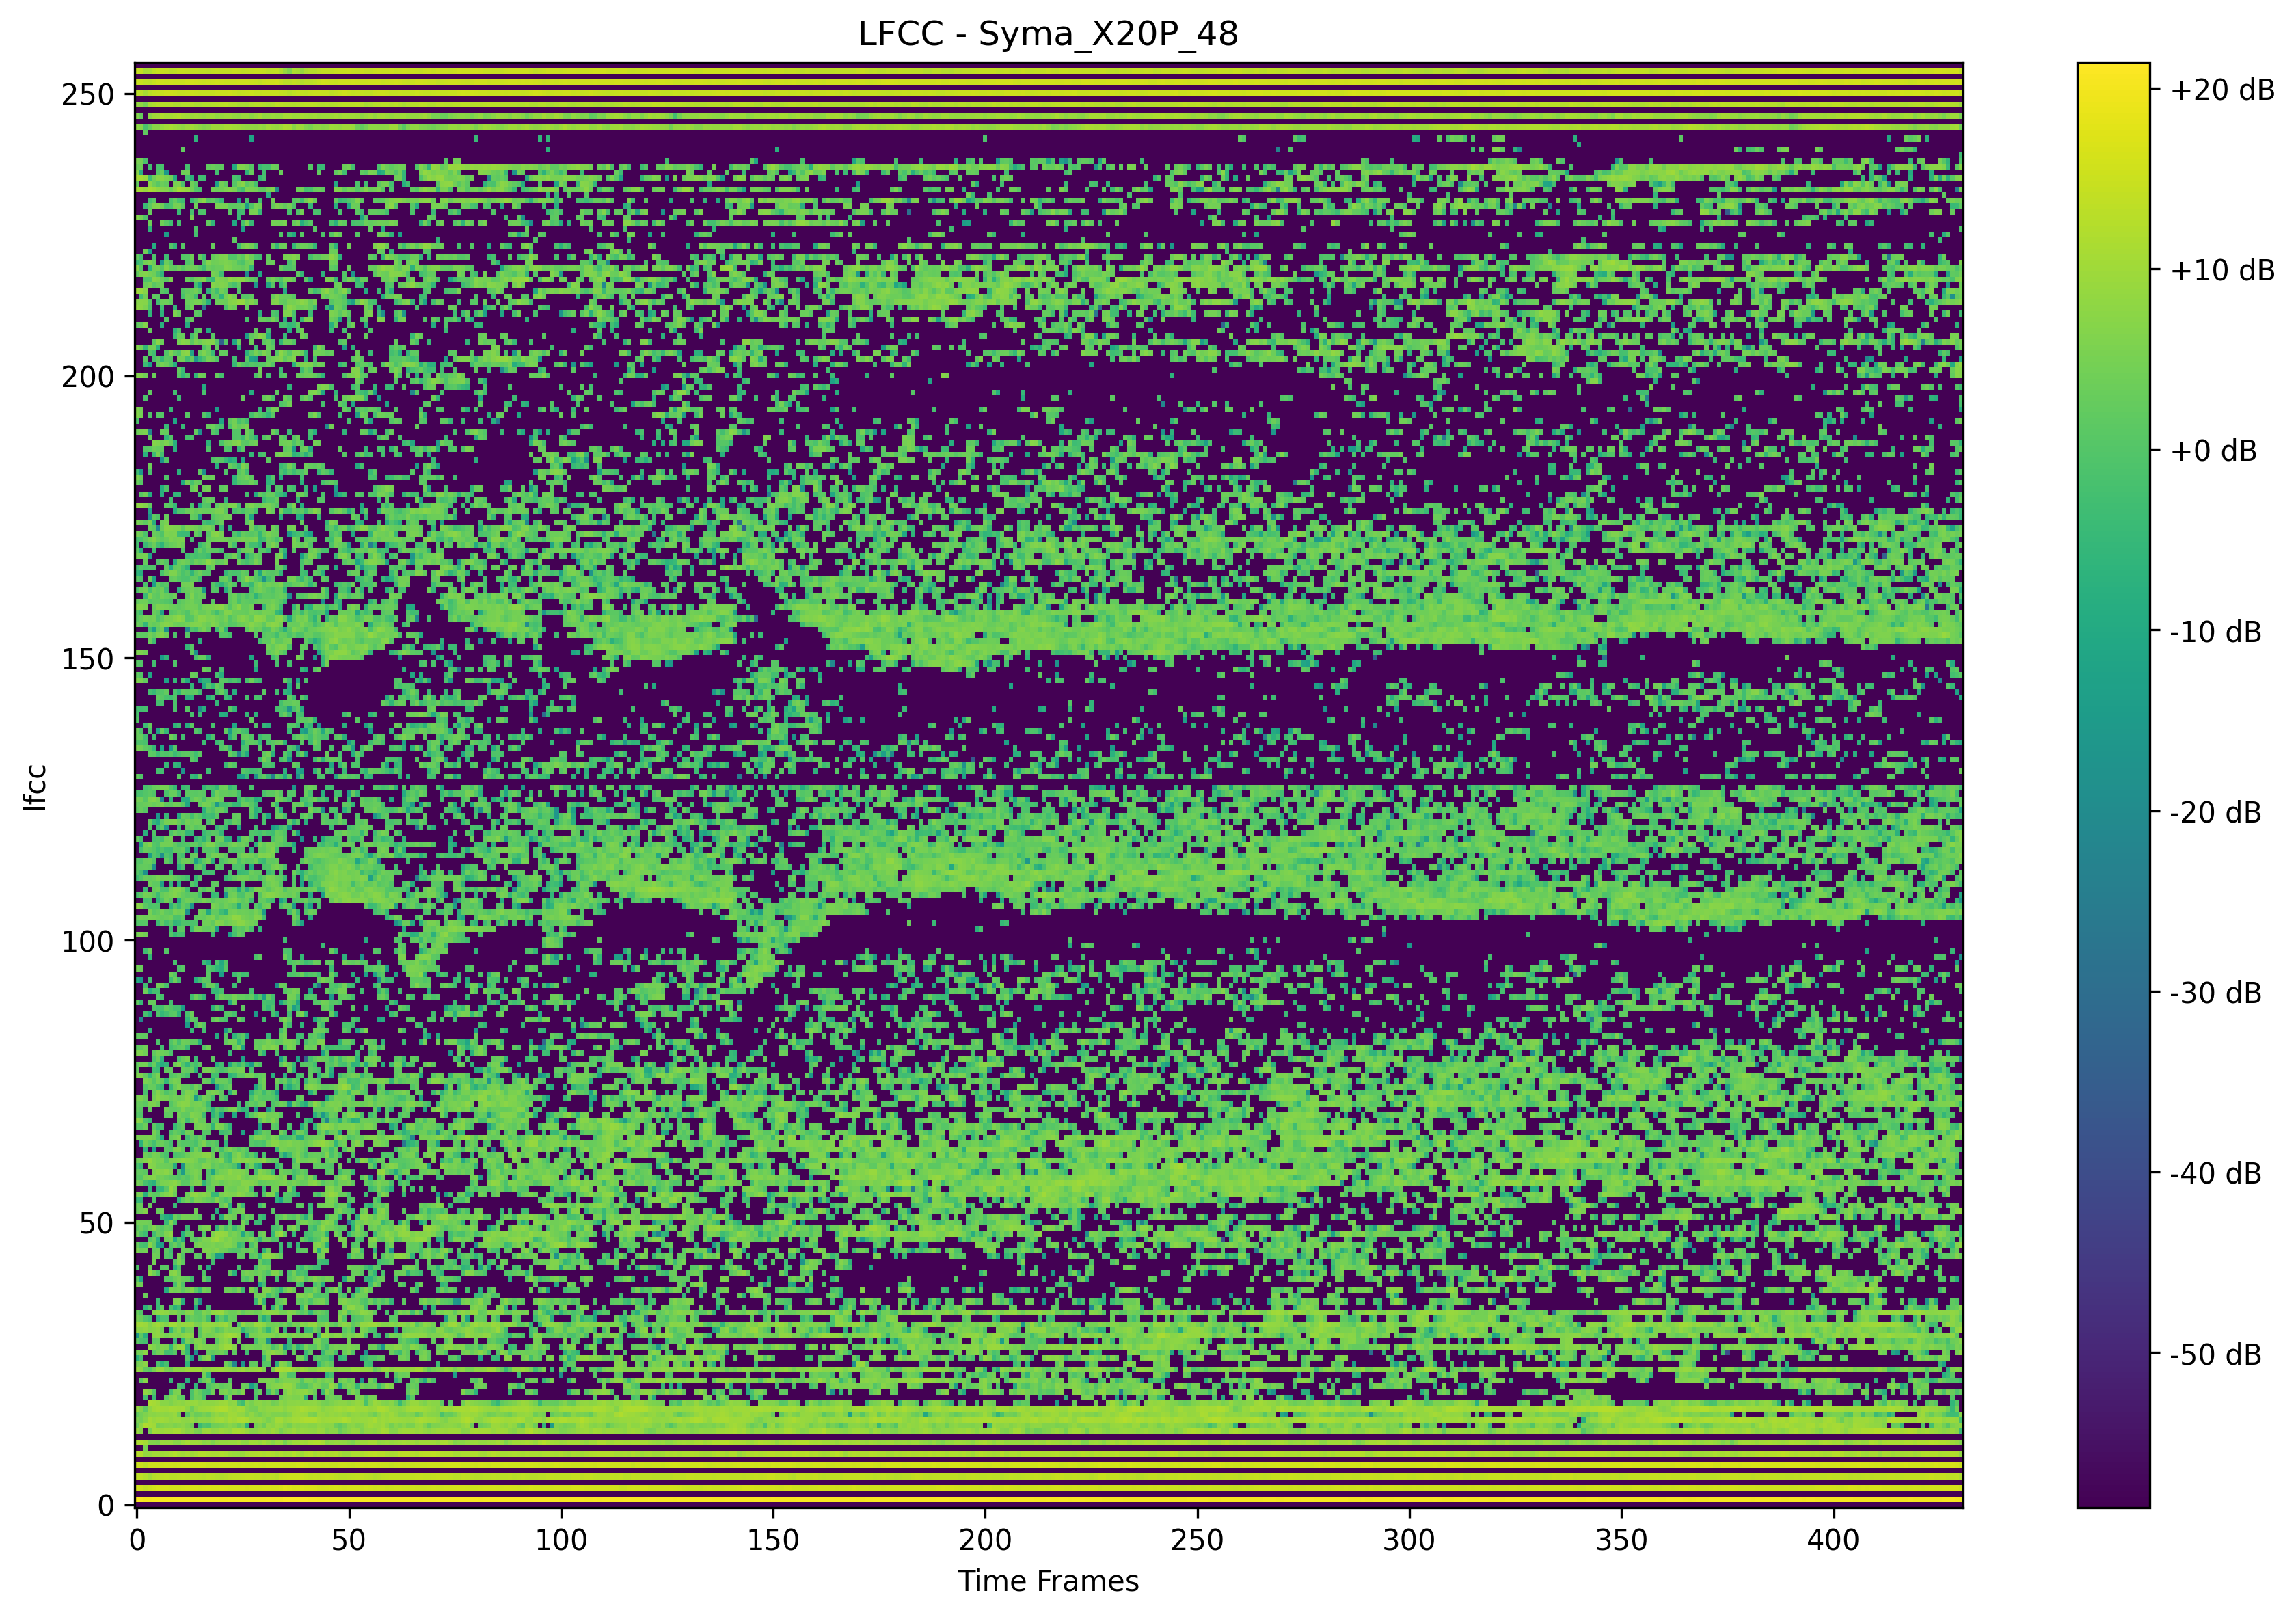 LFCC - Syma_X20P_48
250
200
150
100
50
0
lfcc
0 50 100 150 200 250 300 350 400
Time Frames
+20 dB
+10 dB
+0 dB
-10 dB
-20 dB
-30 dB
-40 dB
-50 dB